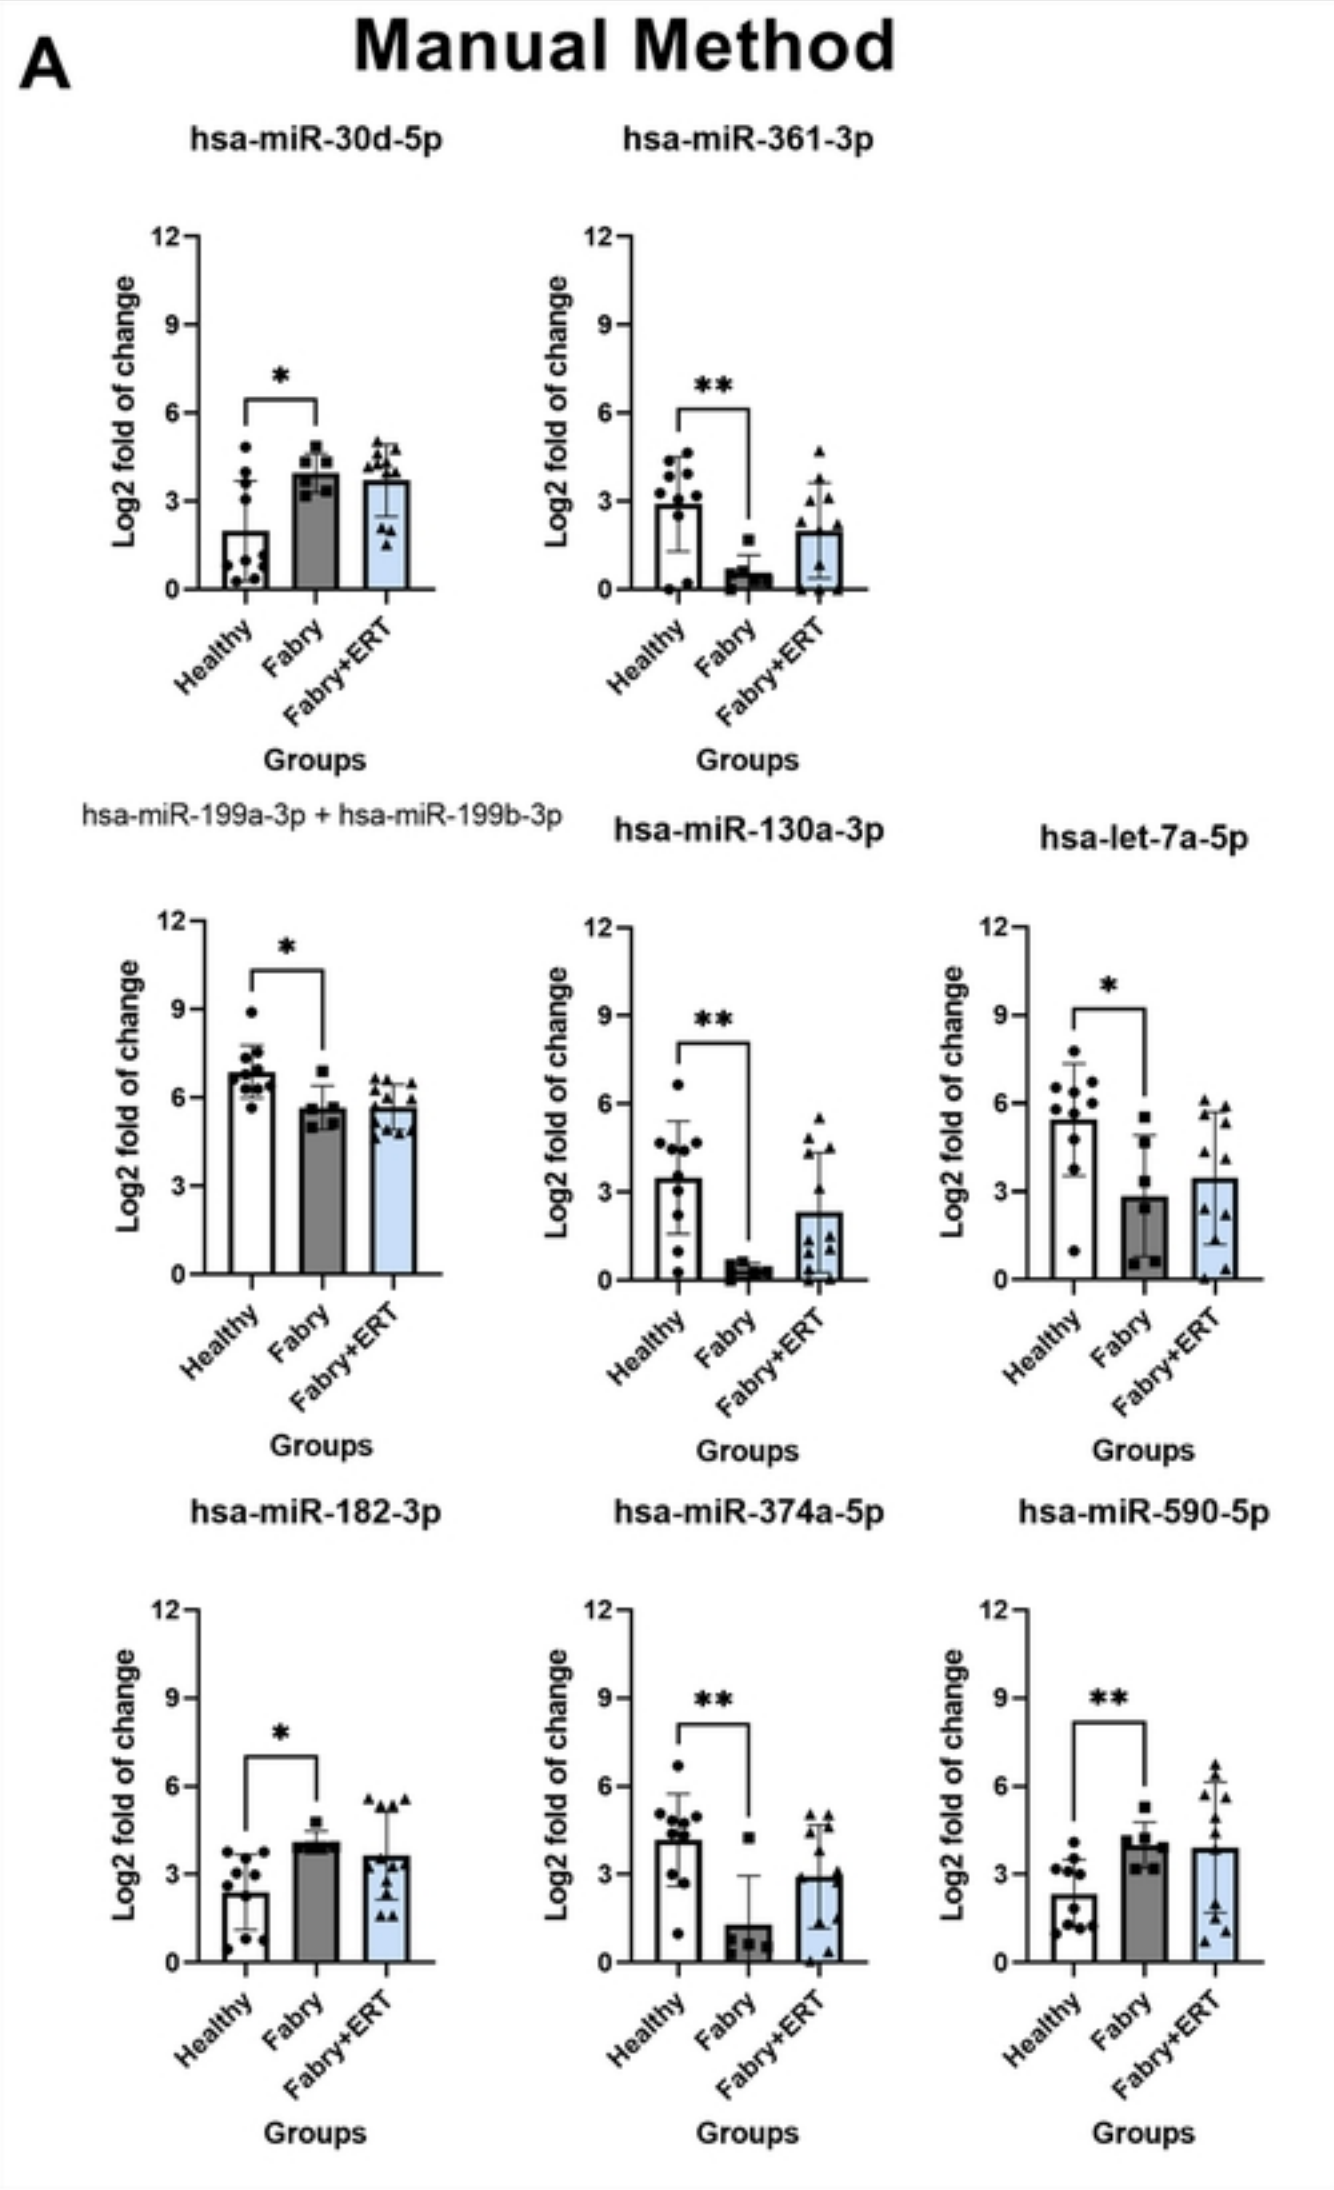 A
Manual Method
hsa-miR-30d-5p
12
9
6
3
0
Log2 fold of change
*
Healthy
Fabry
Fabry+ERT
Groups
hsa-miR-361-3p
12
9
6
3
0
Log2 fold of change
**
Healthy
Fabry
Fabry+ERT
Groups
hsa-miR-199a-3p + hsa-miR-199b-3p
12
9
6
3
0
Log2 fold of change
*
Healthy
Fabry
Fabry+ERT
Groups
hsa-miR-130a-3p
12
9
6
3
0
Log2 fold of change
**
Healthy
Fabry
Fabry+ERT
Groups
hsa-let-7a-5p
12
9
6
3
0
Log2 fold of change
*
Healthy
Fabry
Fabry+ERT
Groups
hsa-miR-182-3p
12
9
6
3
0
Log2 fold of change
*
Healthy
Fabry
Fabry+ERT
Groups
hsa-miR-374a-5p
12
9
6
3
0
Log2 fold of change
**
Healthy
Fabry
Fabry+ERT
Groups
hsa-miR-590-5p
12
9
6
3
0
Log2 fold of change
**
Healthy
Fabry
Fabry+ERT
Groups